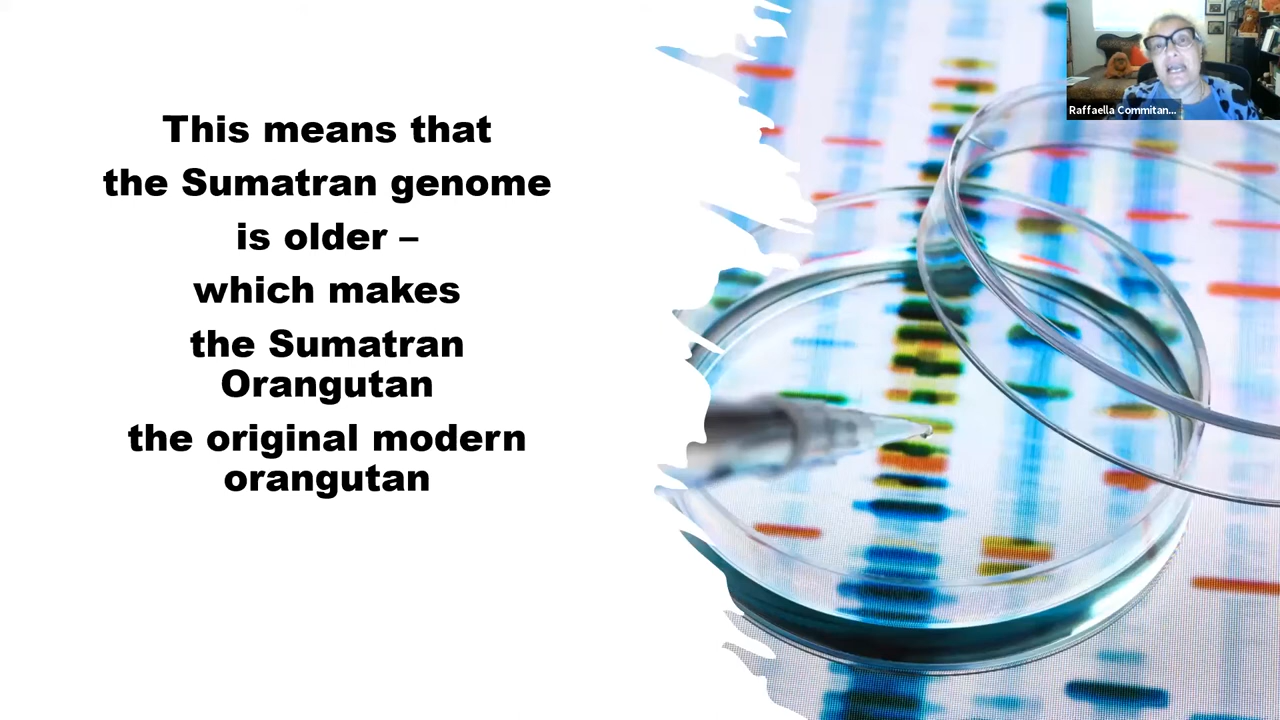 This means that
the Sumatran genome
is older –
which makes
the Sumatran
Orangutan
the original modern
orangutan
Raffaella Commitan...